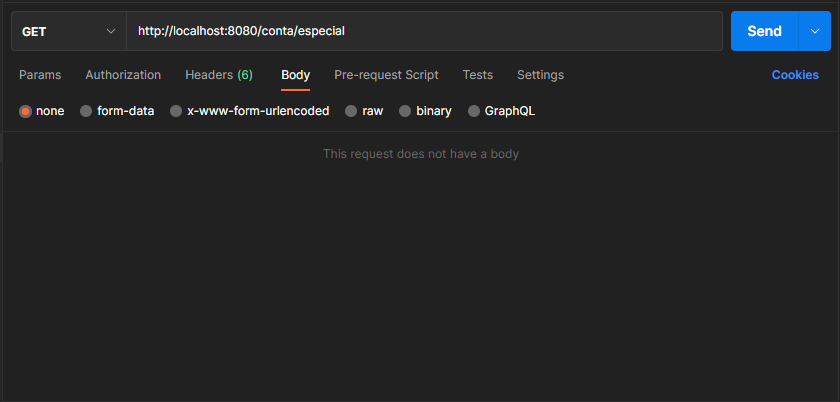 GET http://localhost:8080/conta/especial Send
Params Authorization Headers (6) Body Pre-request Script Tests Settings Cookies
none form-data x-www-form-urlencoded raw binary GraphQL
This request does not have a body